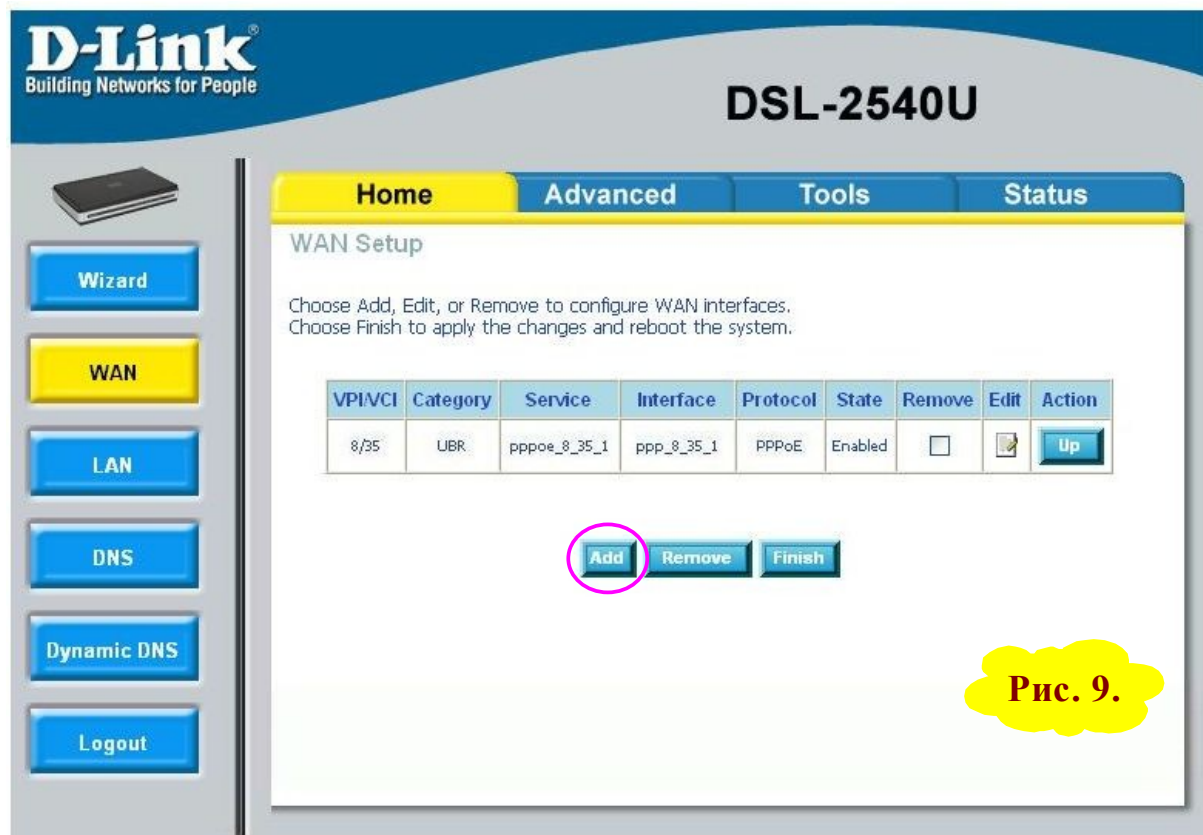 D-Link®
Building Networks for People
DSL-2540U
Home Advanced Tools Status
Wizard
WAN
LAN
DNS
Dynamic DNS
Logout
WAN Setup
Choose Add, Edit, or Remove to configure WAN interfaces.
Choose Finish to apply the changes and reboot the system.
VPI/VCI Category Service Interface Protocol State Remove Edit Action
8/35 UBR pppoe_8_35_1 ppp_8_35_1 PPPoE Enabled Up
Add Remove Finish
Рис. 9.